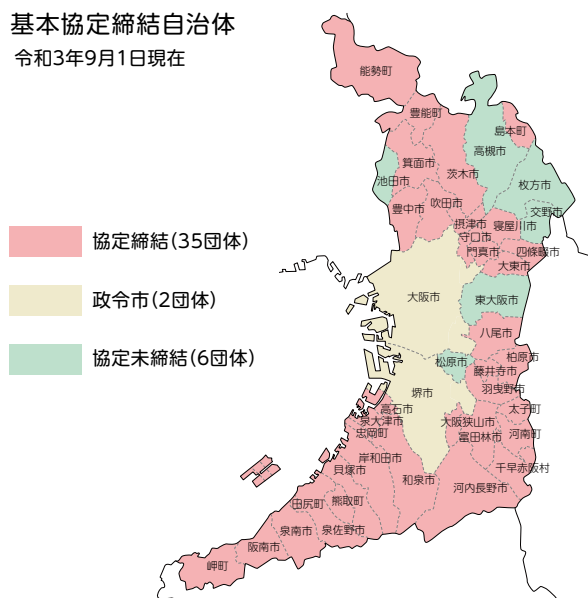 基本協定締結自治体
令和3年9月1日現在
能勢町
豊能町
島本町
高槻市
箕面市
茨木市
池田市
枚方市
豊中市
吹田市
交野市
摂津市
寝屋川市
守口市
門真市
四條畷市
大東市
協定締結(35団体)
政令市(2団体)
協定未締結(6団体)
大阪市
東大阪市
八尾市
松原市
柏原市
藤井寺市
羽曳野市
堺市
高石市
太子町
泉大津市
大阪狭山市
忠岡町
富田林市
河南町
岸和田市
千早赤阪村
貝塚市
和泉市
河内長野市
田尻町
熊取町
泉南市
泉佐野市
阪南市
岬町